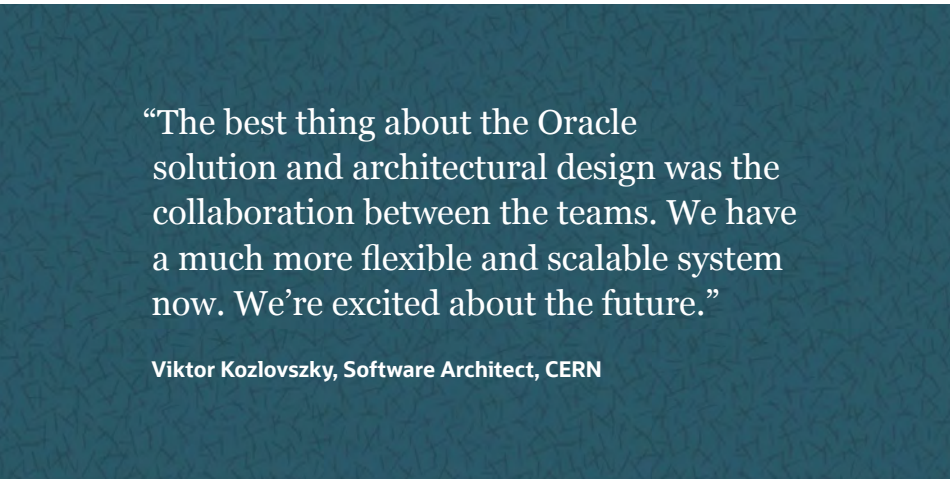 “The best thing about the Oracle
solution and architectural design was the
collaboration between the teams. We have
a much more flexible and scalable system
now. We’re excited about the future.”
Viktor Kozlovszky, Software Architect, CERN